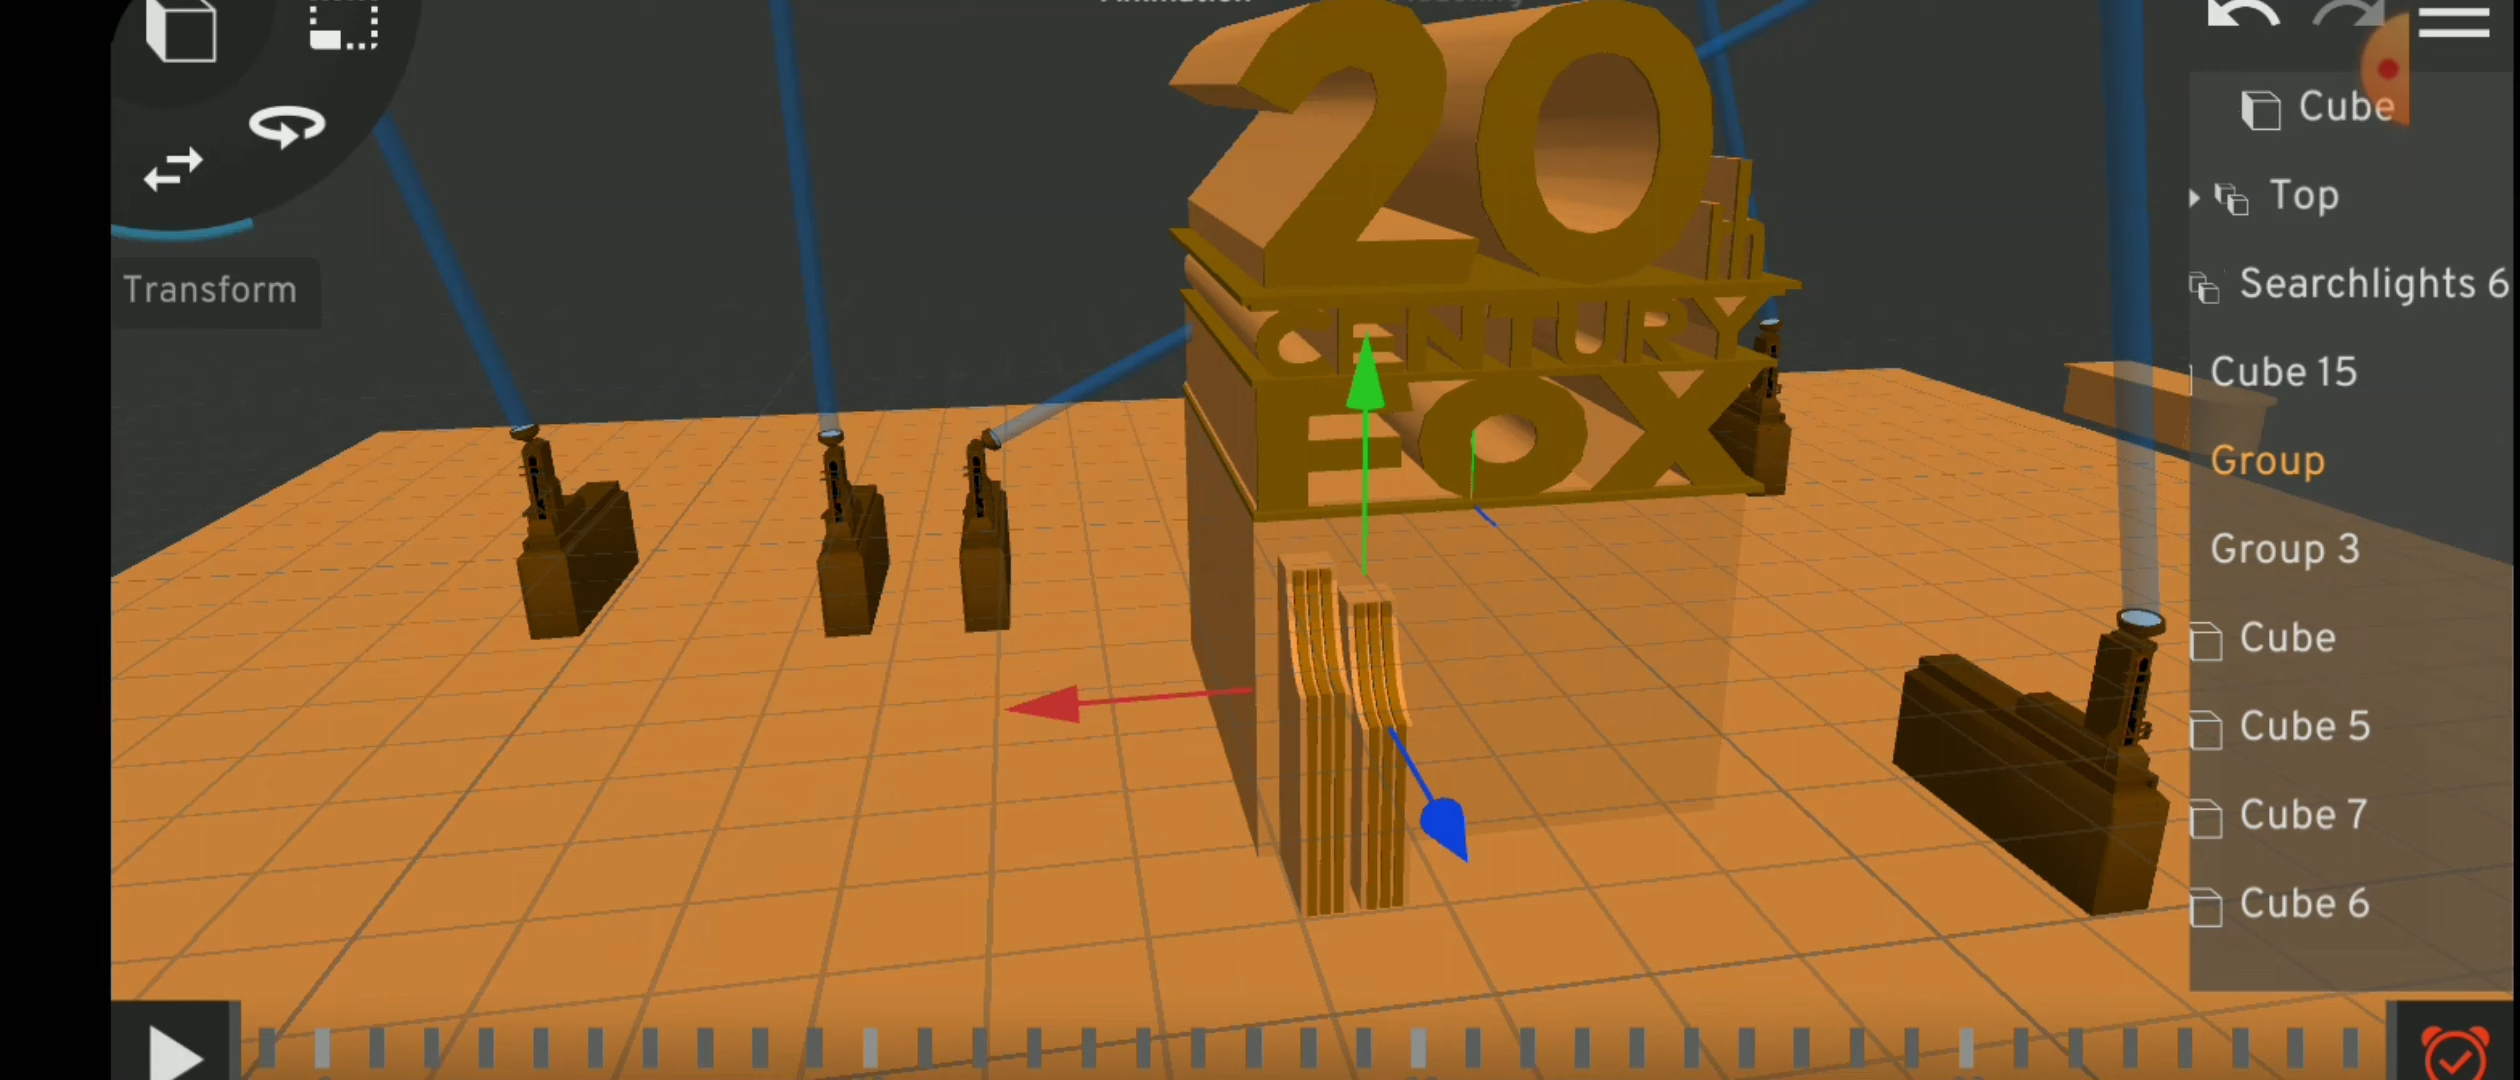 Animation
Cube
Top
Transform
Searchlights 6
20
th
CENTURY
FOX
Cube 15
Group
Group 3
Cube
Cube 5
Cube 7
Cube 6